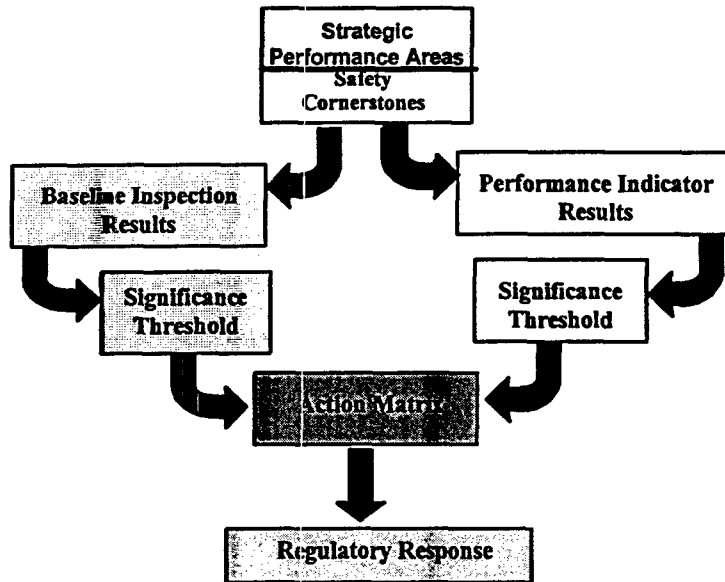 Strategic
Performance Areas
Safety
Cornerstones
Baseline Inspection
Results
Performance Indicator
Results
Significance
Threshold
Significance
Threshold
Action Matrix
Regulatory Response